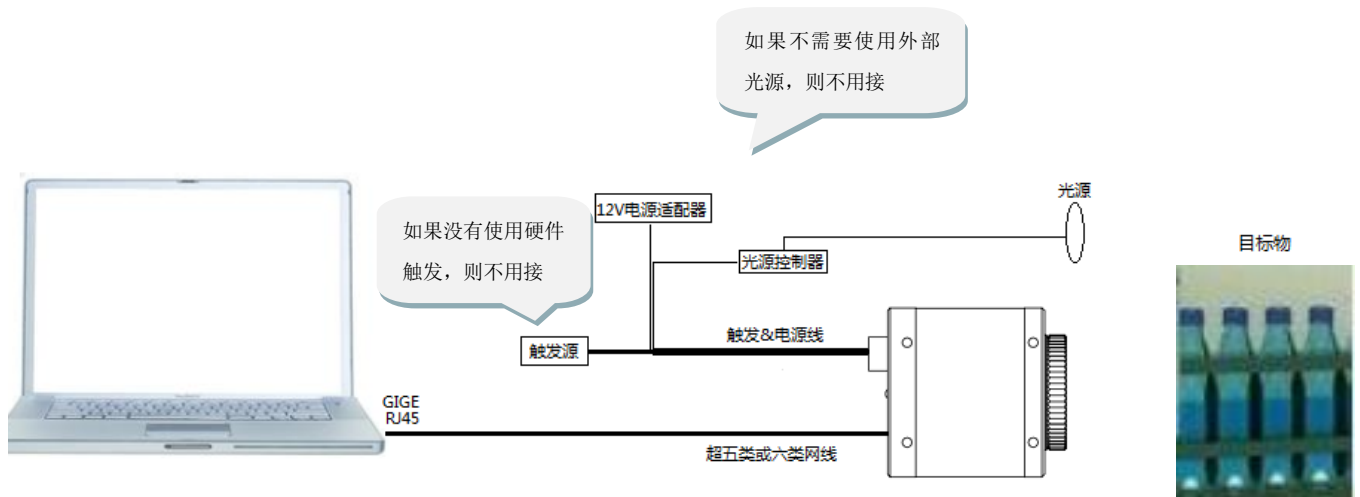 如果不需要使用外部
光源，则不用接
光源
12V电源适配器
如果没有使用硬件
触发，则不用接
目标物
光源控制器
触发&电源线
触发源
GIGE
RJ45
超五类或六类网线